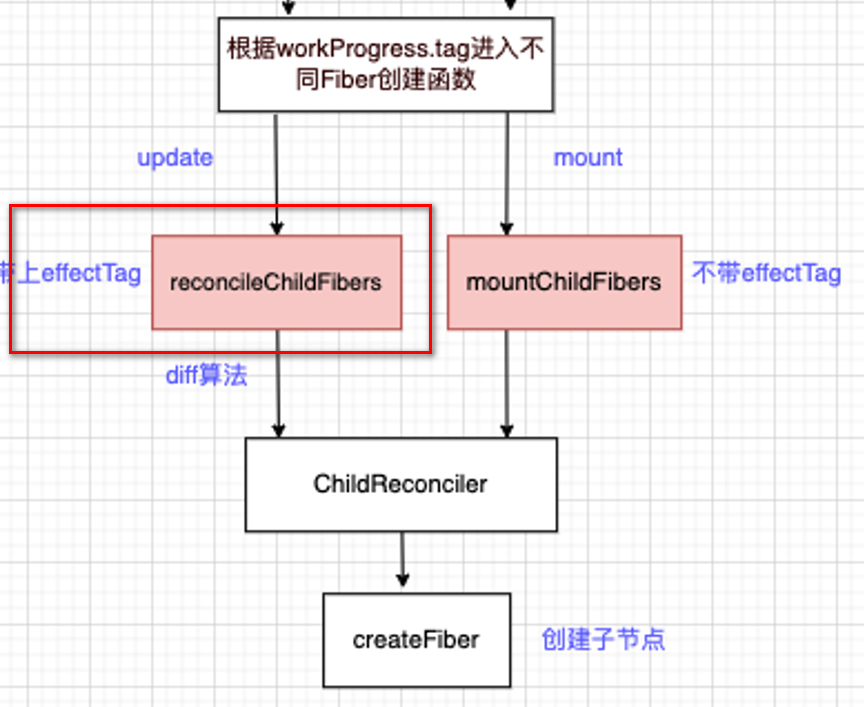 根据workProgress.tag进入不
同Fiber创建函数
update
mount
带上effectTag
reconcileChildFibers
mountChildFibers
不带effectTag
diff算法
ChildReconciler
createFiber
创建子节点